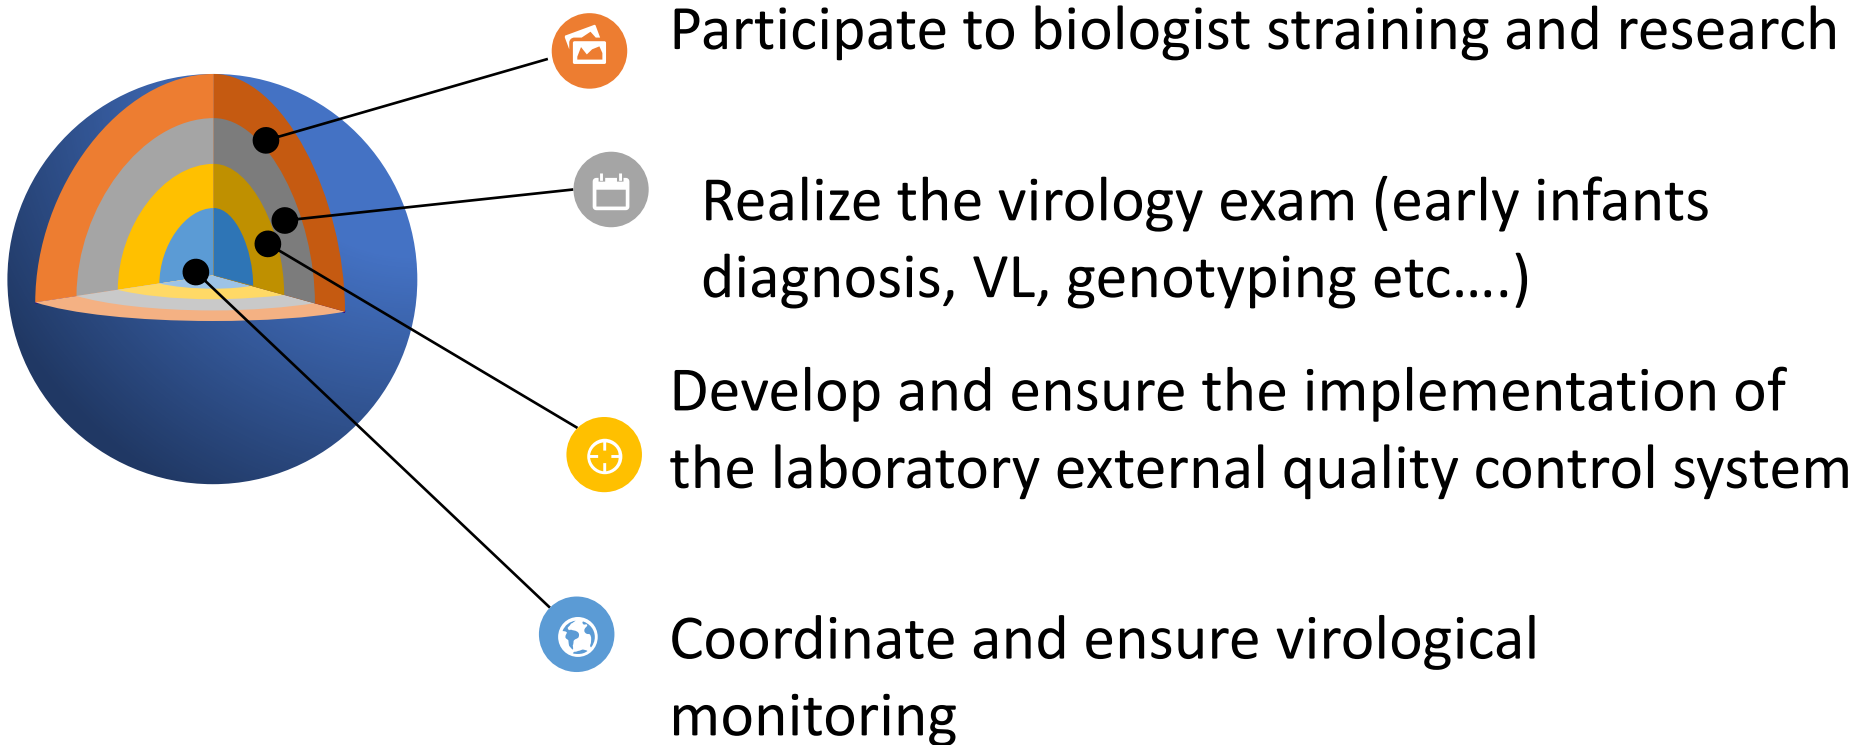 Participate to biologist straining and research
Realize the virology exam (early infants
diagnosis, VL, genotyping etc….)
Develop and ensure the implementation of
the laboratory external quality control system
Coordinate and ensure virological
monitoring